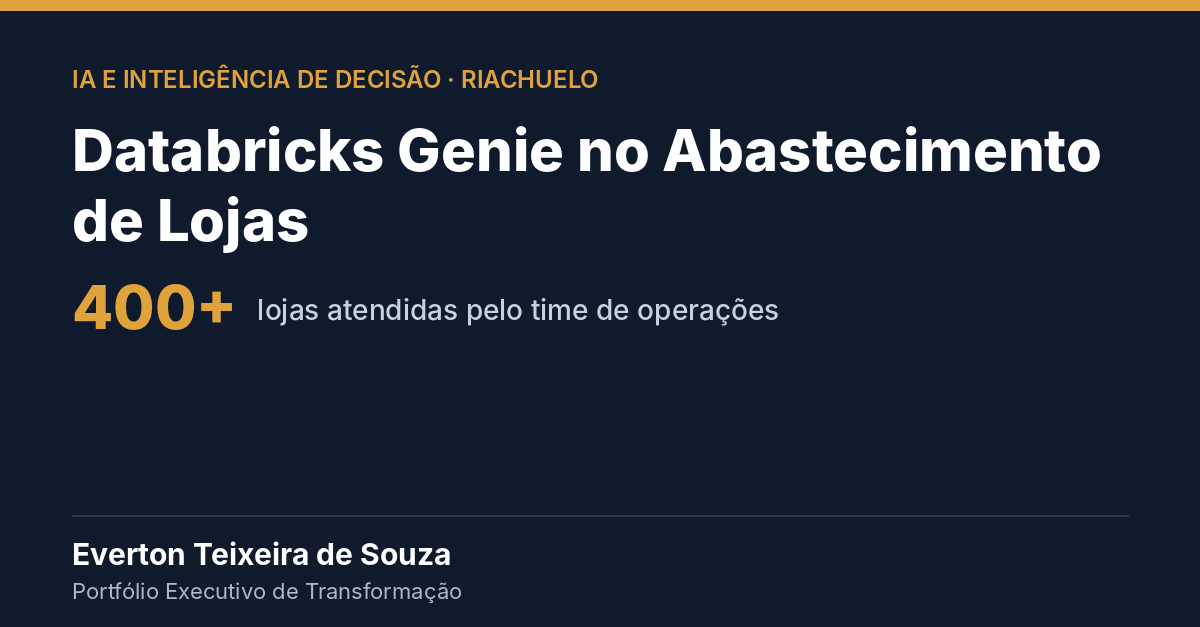 IA E INTELIGÊNCIA DE DECISÃO · RIACHUELO
Databricks Genie no Abastecimento
de Lojas
400+ lojas atendidas pelo time de operações
Everton Teixeira de Souza
Portfólio Executivo de Transformação